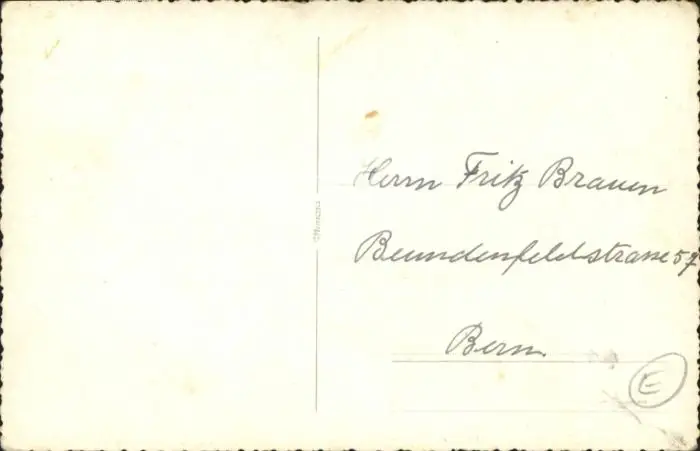 Herrn Fritz Brauen
Beundenfeldstrasse 57
Bern.
E